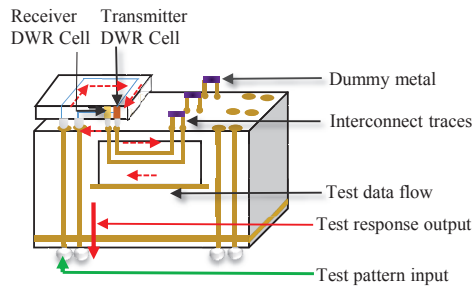 Receiver Transmitter
DWR Cell DWR Cell
Dummy metal
Interconnect traces
Test data flow
Test response output
Test pattern input